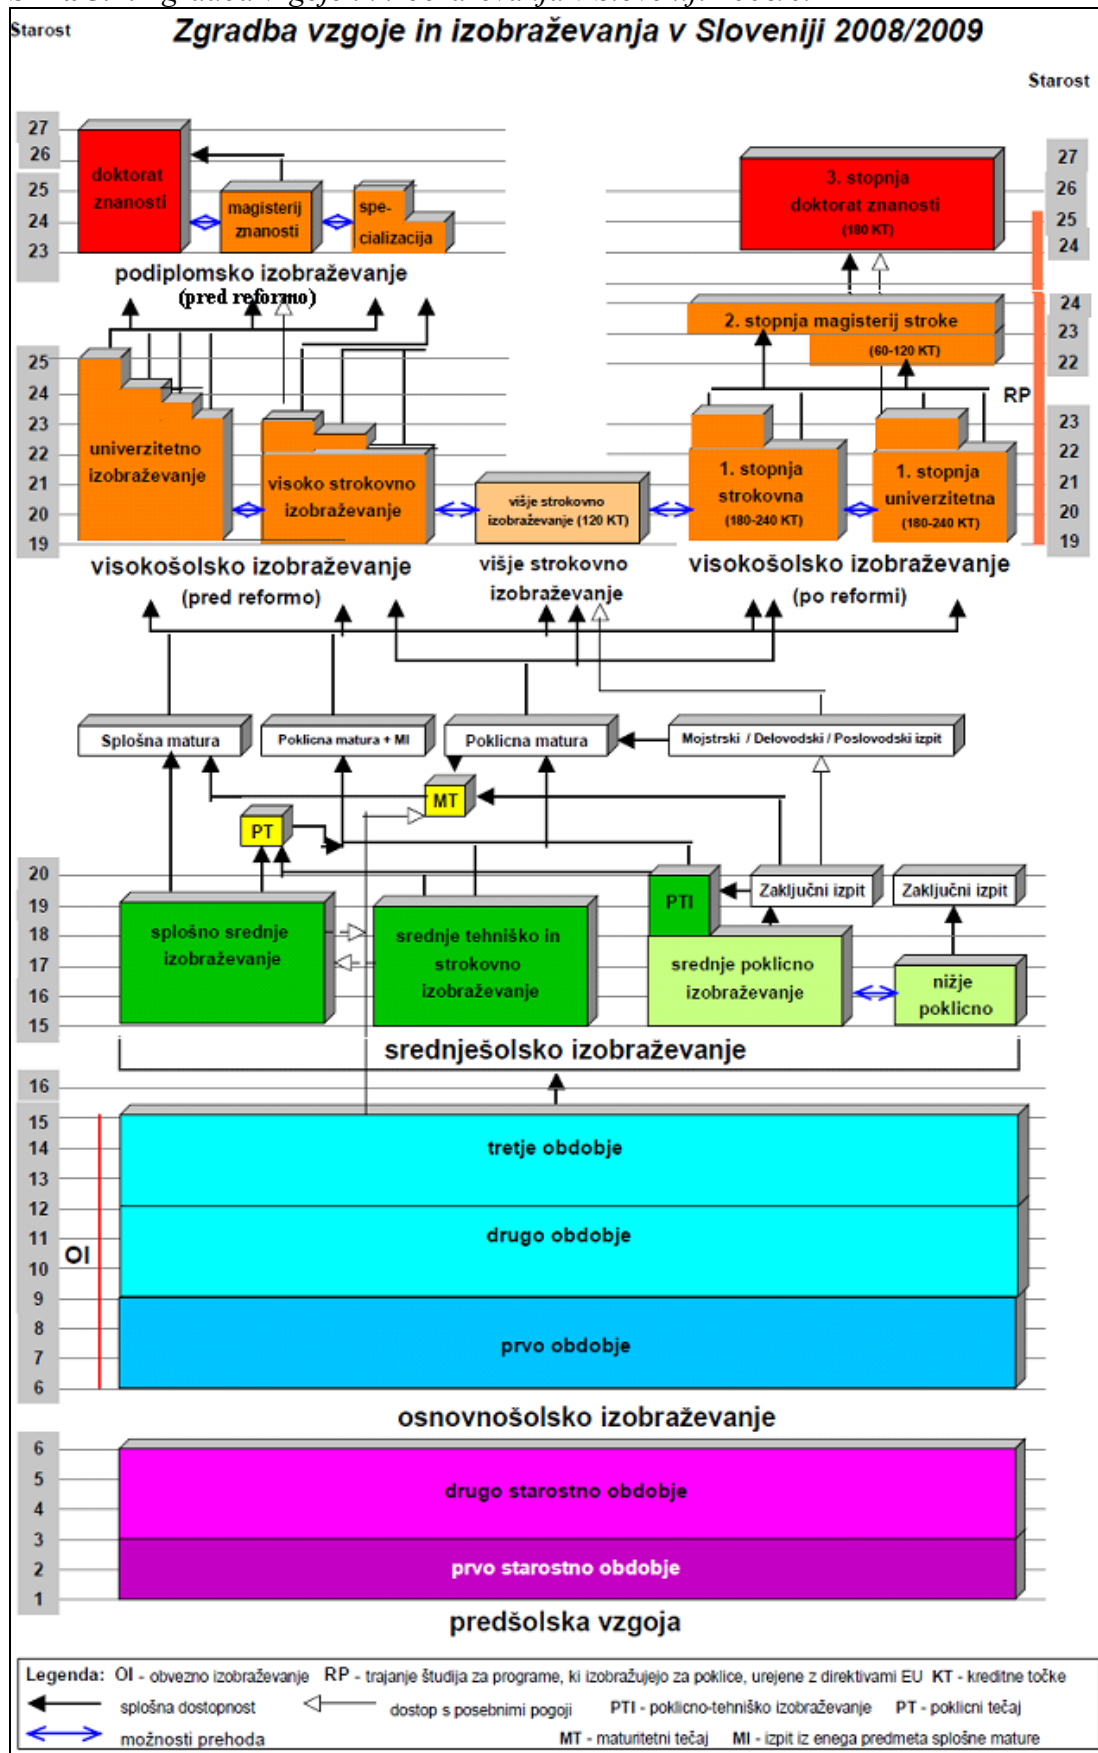 Starost
Zgradba vzgoje in izobraževanja v Sloveniji 2008/2009
Starost
27
26
25
24
23
doktorat
znanosti
magisterij
znanosti
spe-
cializacija
podiplomsko izobraževanje
(pred reformo)
27
26
25
24
3. stopnja
doktorat znanosti
(180 KT)
24
23
22
2. stopnja magisterij stroke
(60-120 KT)
RP
25
24
23
22
21
20
19
univerzitetno
izobraževanje
visoko strokovno
izobraževanje
višje strokovno
izobraževanje (120 KT)
1. stopnja
strokovna
(180-240 KT)
1. stopnja
univerzitetna
(180-240 KT)
23
22
21
20
19
visokošolsko izobraževanje
(pred reformo)
višje strokovno
izobraževanje
visokošolsko izobraževanje
(po reformi)
Splošna matura
Poklicna matura + MI
Poklicna matura
Mojstrski / Delovodski / Poslovodski izpit
MT
PT
20
19
18
17
16
15
splošno srednje
izobraževanje
srednje tehniško in
strokovno
izobraževanje
PTI
Zaključni izpit
Zaključni izpit
srednje poklicno
izobraževanje
nižje
poklicno
srednješolsko izobraževanje
16
15
14
13
12
11
10
9
8
7
6
OI
tretje obdobje
drugo obdobje
prvo obdobje
osnovnošolsko izobraževanje
6
5
4
3
2
1
drugo starostno obdobje
prvo starostno obdobje
predšolska vzgoja
Legenda: OI - obvezno izobraževanje RP - trajanje študija za programe, ki izobražujejo za poklice, urejene z direktivami EU KT - kreditne točke
splošna dostopnost dostop s posebnimi pogoji PTI - poklicno-tehniško izobraževanje PT - poklicni tečaj
možnosti prehoda MT - maturitetni tečaj MI - izpit iz enega predmeta splošne mature